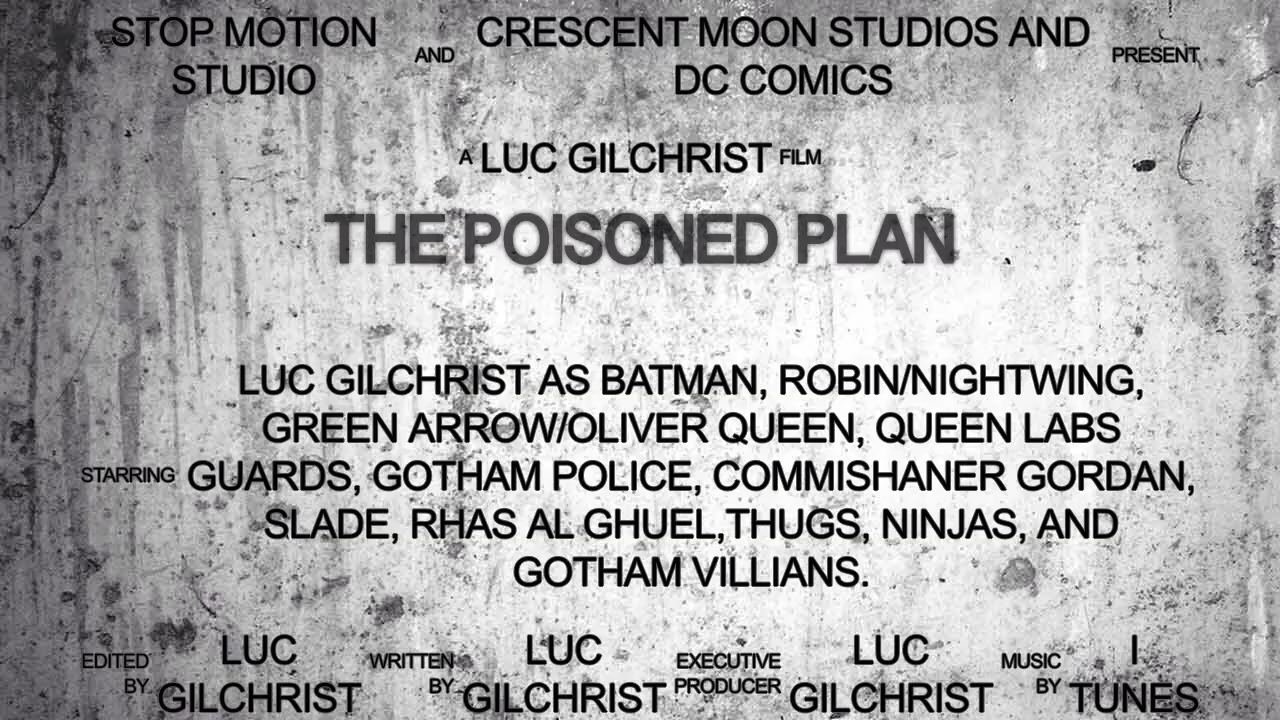 STOP MOTION STUDIO AND CRESCENT MOON STUDIOS AND DC COMICS PRESENT
A LUC GILCHRIST FILM
THE POISONED PLAN
LUC GILCHRIST AS BATMAN, ROBIN/NIGHTWING,
GREEN ARROW/OLIVER QUEEN, QUEEN LABS
STARRING GUARDS, GOTHAM POLICE, COMMISHANER GORDAN,
SLADE, RHAS AL GHUEL,THUGS, NINJAS, AND
GOTHAM VILLIANS.
EDITED BY LUC GILCHRIST WRITTEN BY LUC GILCHRIST EXECUTIVE PRODUCER LUC GILCHRIST MUSIC BY I TUNES